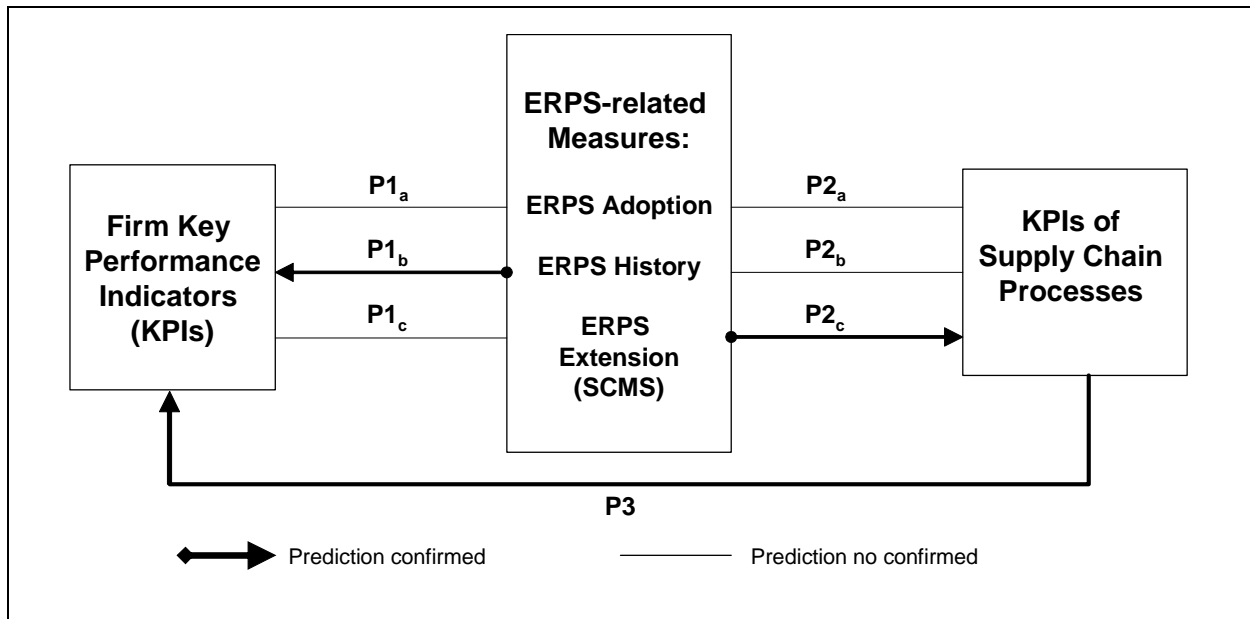 Firm Key
Performance
Indicators
(KPIs)
P1a
P1b
P1c
ERPS-related
Measures:
ERPS Adoption
ERPS History
ERPS
Extension
(SCMS)
P2a
P2b
P2c
KPIs of
Supply Chain
Processes
P3
Prediction confirmed
Prediction no confirmed